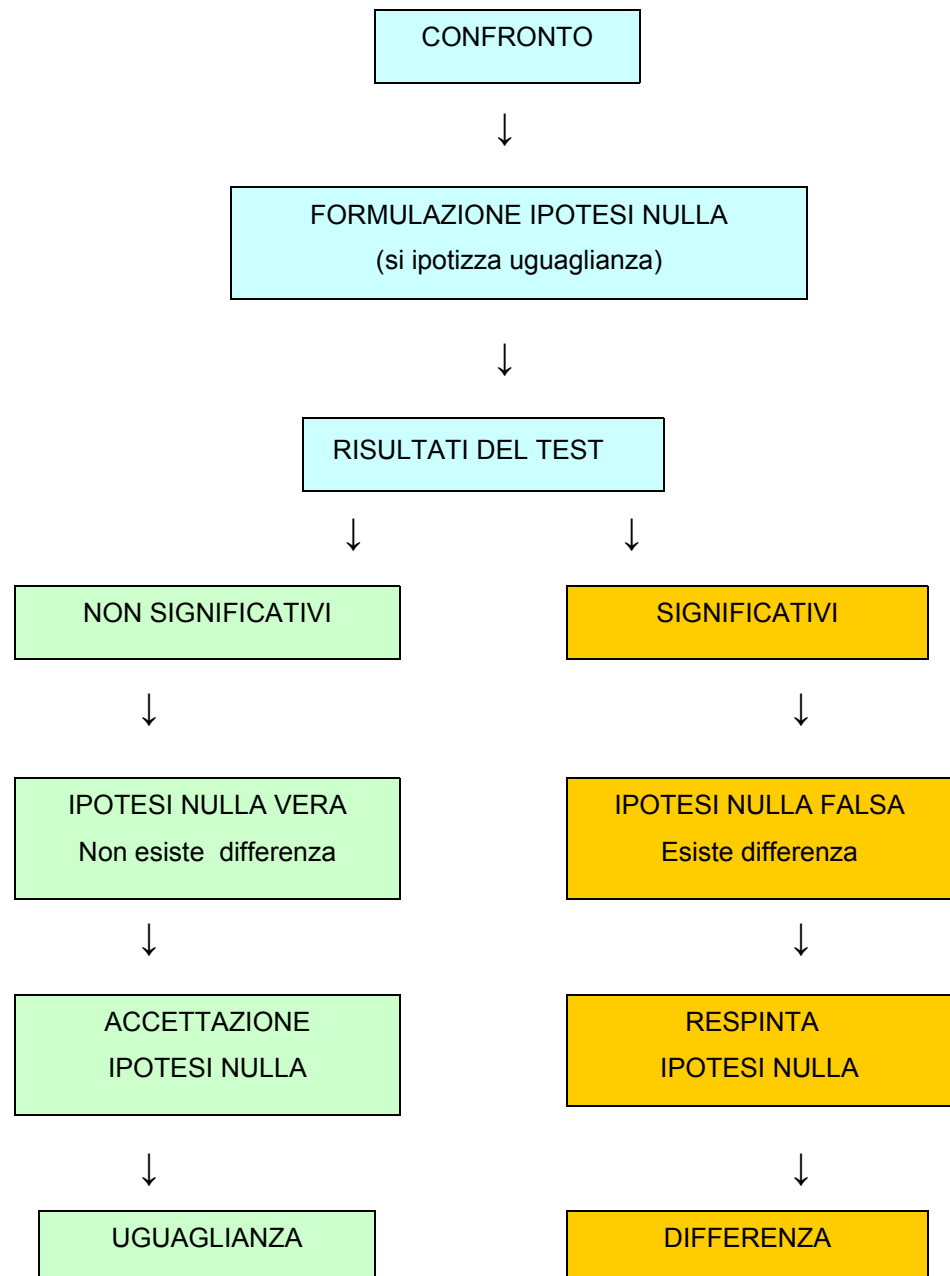 CONFRONTO
↓
FORMULAZIONE IPOTESI NULLA
(si ipotizza uguaglianza)
↓
RISULTATI DEL TEST
↓ ↓
NON SIGNIFICATIVI
SIGNIFICATIVI
↓ ↓
IPOTESI NULLA VERA
Non esiste differenza
IPOTESI NULLA FALSA
Esiste differenza
↓ ↓
ACCETTAZIONE
IPOTESI NULLA
RESPINTA
IPOTESI NULLA
↓ ↓
UGUAGLIANZA
DIFFERENZA